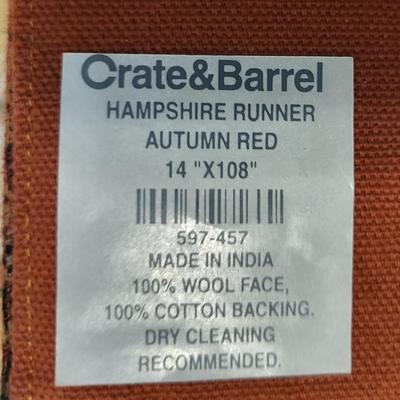 Crate&Barrel
HAMPSHIRE RUNNER
AUTUMN RED
14 "X108"
597-457
MADE IN INDIA
100% WOOL FACE,
100% COTTON BACKING.
DRY CLEANING
RECOMMENDED.